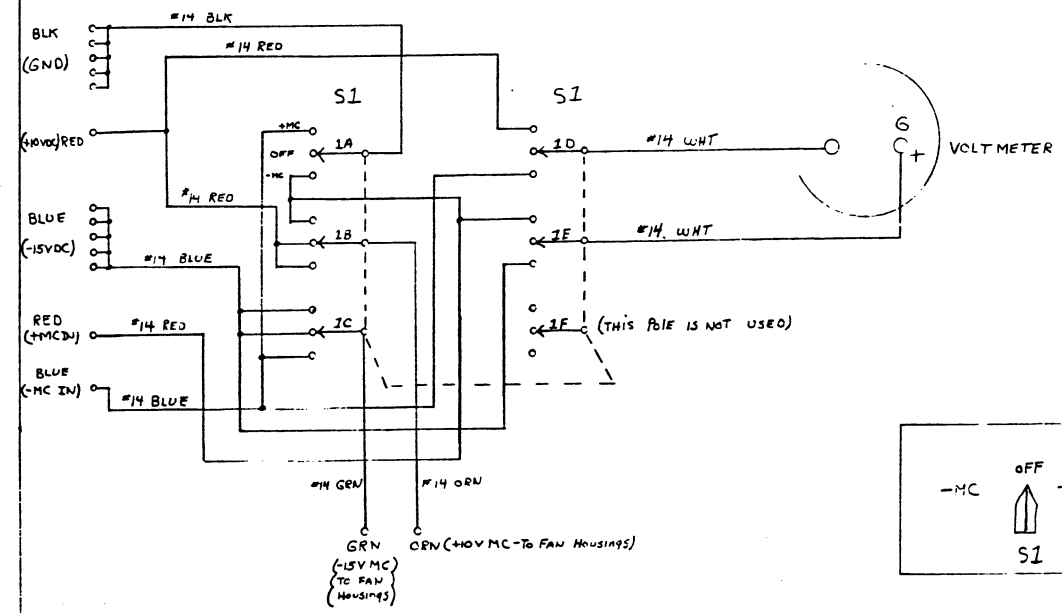 #14 BLK
BLK
(GND)
#14 RED
S1
S1
+MC
(+10VDC) RED
OFF
1A
1D
#14 WHT
6
+
VOLTMETER
-MC
#14 RED
BLUE
(-15VDC)
1B
1E
#14 WHT
#14 BLUE
RED
(+MC IN)
#14 RED
1C
1F
(THIS POLE IS NOT USED)
BLUE
(-MC IN)
#14 BLUE
#14 GRN
#14 ORN
GRN
(-15V MC)
TO FAN
HOUSINGS
ORN (+10V MC-TO FAN HOUSINGS)
OFF
-MC
S1